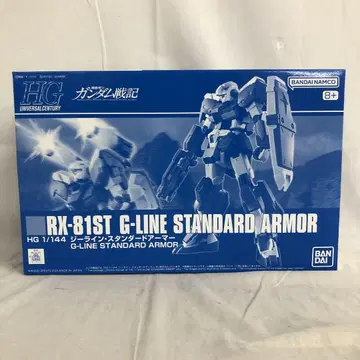 HG
UNIVERSAL CENTURY
ガンダム戦記
BANDAI NAMCO
8+
RX-81ST G-LINE STANDARD ARMOR
HG 1/144 ジーライン・スタンダードアーマー
G-LINE STANDARD ARMOR
BAN
DAI